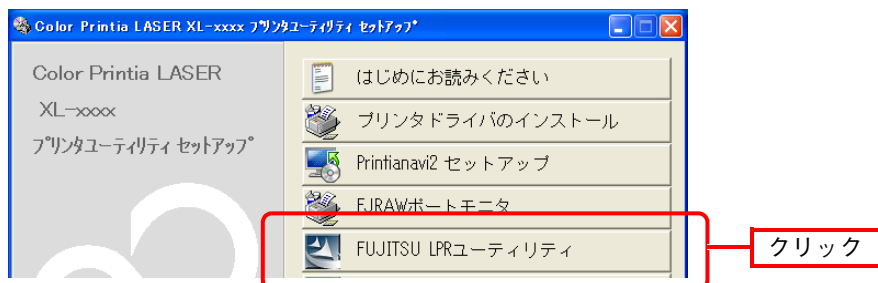 Color Printia LASER XL-xxxx プリンタユーティリティ セットアップ
Color Printia LASER
XL-xxxx
プリンタユーティリティ セットアップ
はじめにお読みください
プリンタドライバのインストール
Printianavi2 セットアップ
FJRAWポートモニタ
FUJITSU LPRユーティリティ
クリック